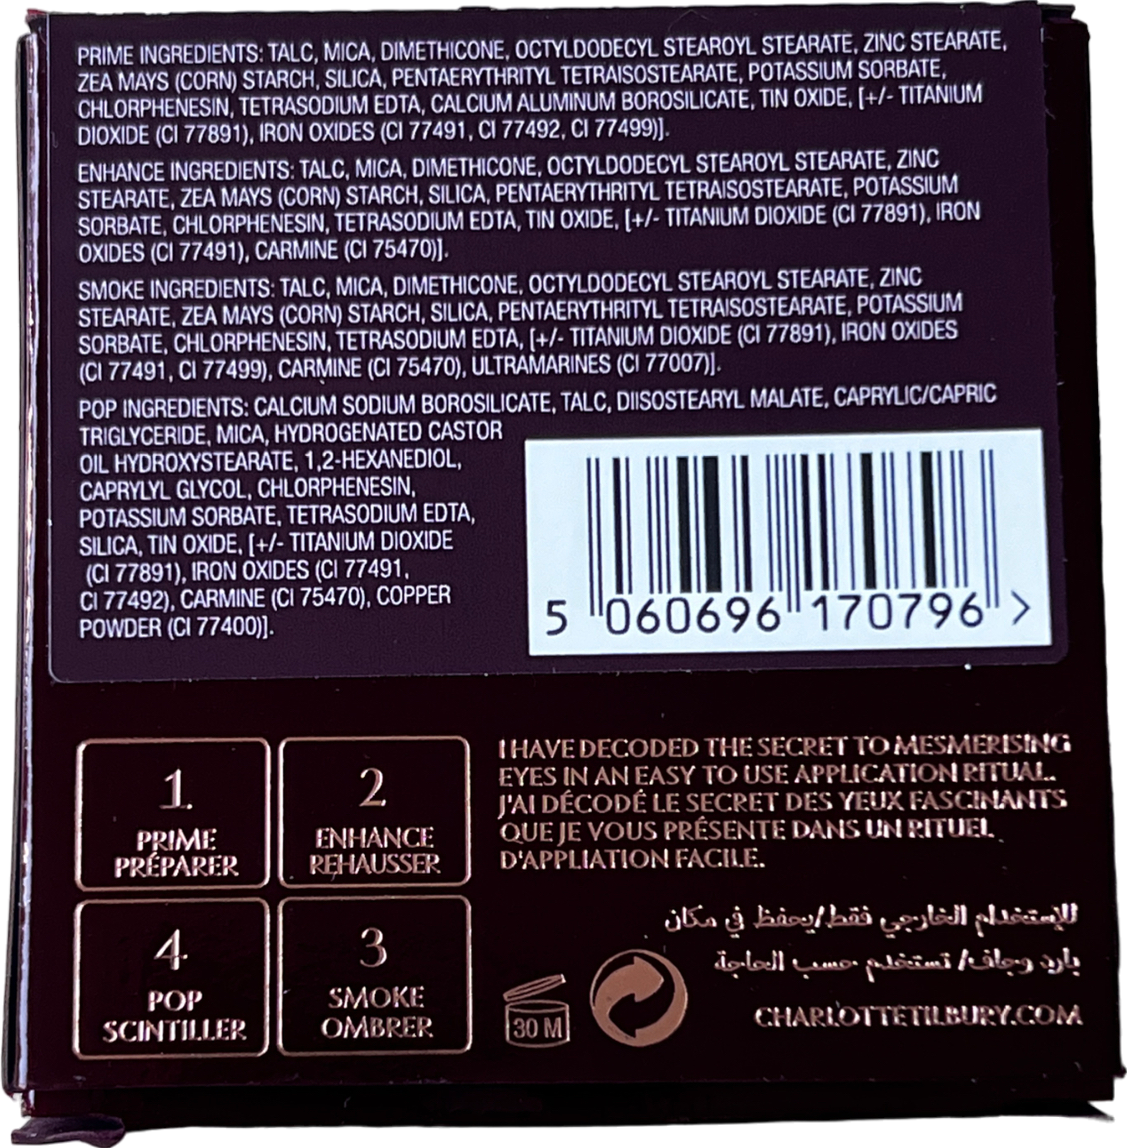 PRIME INGREDIENTS: TALC, MICA, DIMETHICONE, OCTYLDODECYL STEAROYL STEARATE, ZINC STEARATE,
ZEA MAYS (CORN) STARCH, SILICA, PENTAERYTHRITYL TETRAISOSTEARATE, POTASSIUM SORBATE,
CHLORPHENESIN, TETRASODIUM EDTA, CALCIUM ALUMINUM BOROSILICATE, TIN OXIDE, [+/- TITANIUM
DIOXIDE (CI 77891), IRON OXIDES (CI 77491, CI 77492, CI 77499)].
ENHANCE INGREDIENTS: TALC, MICA, DIMETHICONE, OCTYLDODECYL STEAROYL STEARATE, ZINC
STEARATE, ZEA MAYS (CORN) STARCH, SILICA, PENTAERYTHRITYL TETRAISOSTEARATE, POTASSIUM
SORBATE, CHLORPHENESIN, TETRASODIUM EDTA, TIN OXIDE, [+/- TITANIUM DIOXIDE (CI 77891), IRON
OXIDES (CI 77491), CARMINE (CI 75470)].
SMOKE INGREDIENTS: TALC, MICA, DIMETHICONE, OCTYLDODECYL STEAROYL STEARATE, ZINC
STEARATE, ZEA MAYS (CORN) STARCH, SILICA, PENTAERYTHRITYL TETRAISOSTEARATE, POTASSIUM
SORBATE, CHLORPHENESIN, TETRASODIUM EDTA, [+/- TITANIUM DIOXIDE (CI 77891), IRON OXIDES
(CI 77491, CI 77499), CARMINE (CI 75470), ULTRAMARINES (CI 77007)].
POP INGREDIENTS: CALCIUM SODIUM BOROSILICATE, TALC, DIISOSTEARYL MALATE, CAPRYLIC/CAPRIC
TRIGLYCERIDE, MICA, HYDROGENATED CASTOR
OIL HYDROXYSTEARATE, 1,2-HEXANEDIOL,
CAPRYLYL GLYCOL, CHLORPHENESIN,
POTASSIUM SORBATE, TETRASODIUM EDTA,
SILICA, TIN OXIDE, [+/- TITANIUM DIOXIDE
(CI 77891), IRON OXIDES (CI 77491,
CI 77492), CARMINE (CI 75470), COPPER
POWDER (CI 77400)].
5 060696 170796 >
1
PRIME
PRÉPARER
2
ENHANCE
REHAUSSER
4
POP
SCINTILLER
3
SMOKE
OMBRER
I HAVE DECODED THE SECRET TO MESMERISING
EYES IN AN EASY TO USE APPLICATION RITUAL.
J'AI DÉCODÉ LE SECRET DES YEUX FASCINANTS
QUE JE VOUS PRÉSENTE DANS UN RITUEL
D'APPLIATION FACILE.
للإستخدام الخارجي فقط/يحفظ في مكان
بارد وجاف/ تستخدم حسب الحاجة
30 M
CHARLOTTETILBURY.COM